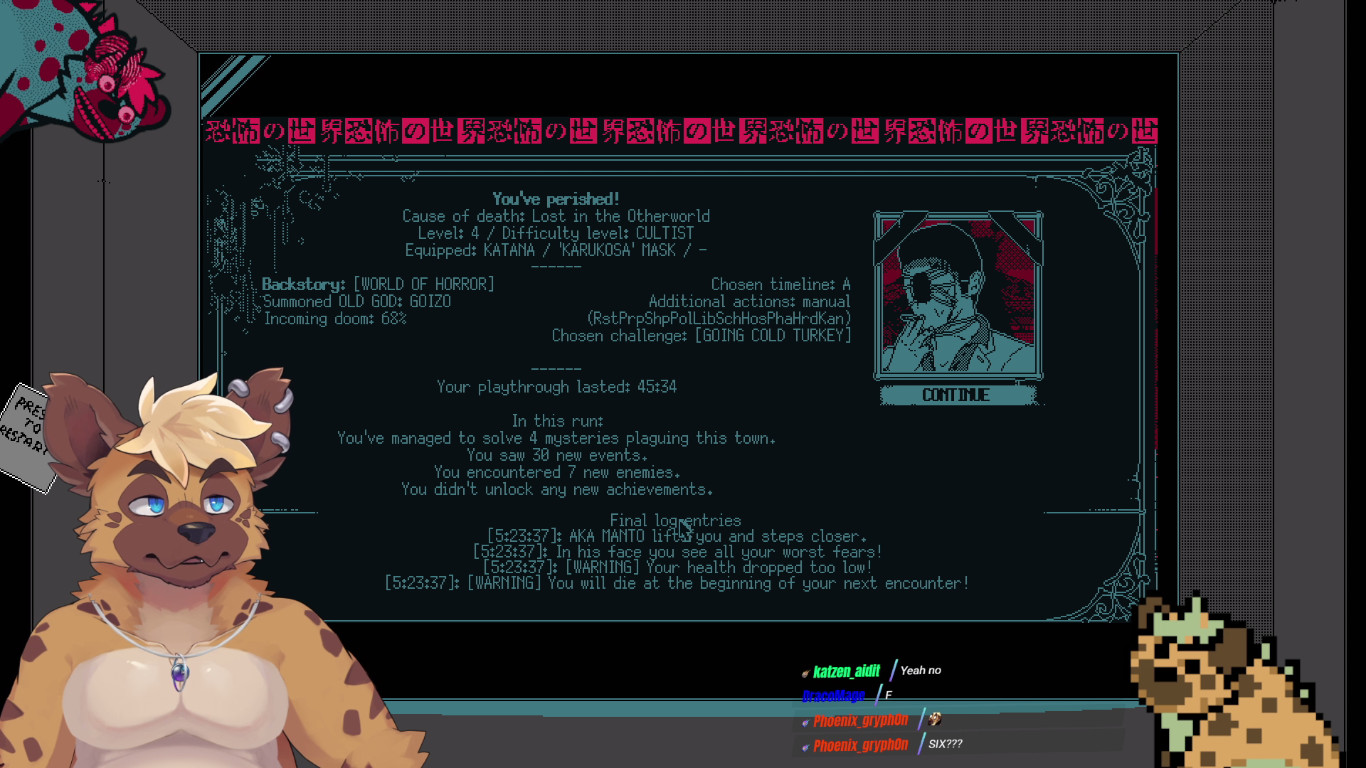 恐怖の世界恐怖の世界恐怖の世界恐怖の世界恐怖の世界恐怖の世界恐怖の世
You've perished!
Cause of death: Lost in the Otherworld
Level: 4 / Difficulty level: CULTIST
Equipped: KATANA / 'KARUKOSA' MASK / -
------
Backstory: [WORLD OF HORROR]
Chosen timeline: A
Summoned OLD GOD: GOIZO
Additional actions: manual
Incoming doom: 68%
(RstPrpShpPolLibSchHosPhaHrdKan)
Chosen challenge: [GOING COLD TURKEY]
------
Your playthrough lasted: 45:34
CONTINUE
In this run:
You've managed to solve 4 mysteries plaguing this town.
You saw 30 new events.
You encountered 7 new enemies.
You didn't unlock any new achievements.
Final log entries
[5:23:37]: AKA MANTO lifts you and steps closer.
[5:23:37]: In his face you see all your worst fears!
[5:23:37]: [WARNING] Your health dropped too low!
[5:23:37]: [WARNING] You will die at the beginning of your next encounter!
PRES
TO
RESTART
katzen_aidit / Yeah no
DraceMage / F
Phoenix_gryph0n /
Phoenix_gryph0n / SIX???